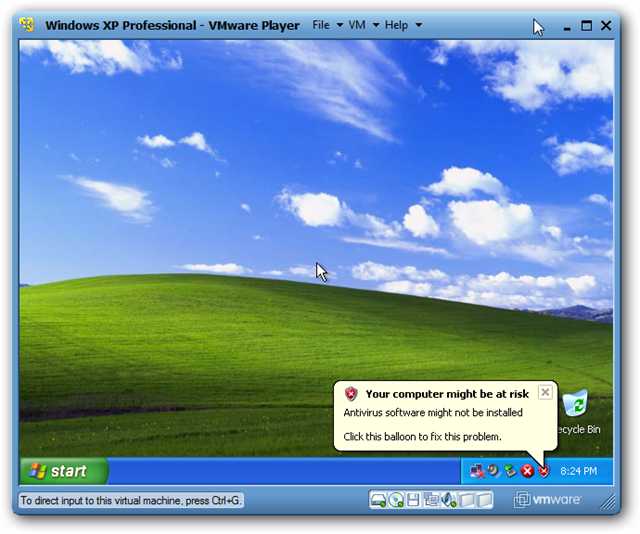 Windows XP Professional - VMware Player File VM Help
Your computer might be at risk
Antivirus software might not be installed
Click this balloon to fix this problem.
ecycle Bin
start
8:24 PM
To direct input to this virtual machine, press Ctrl+G.
vmware